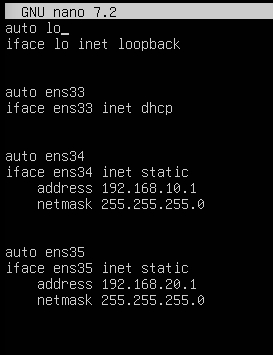 GNU nano 7.2
auto lo
iface lo inet loopback
auto ens33
iface ens33 inet dhcp
auto ens34
iface ens34 inet static
    address 192.168.10.1
    netmask 255.255.255.0
auto ens35
iface ens35 inet static
    address 192.168.20.1
    netmask 255.255.255.0